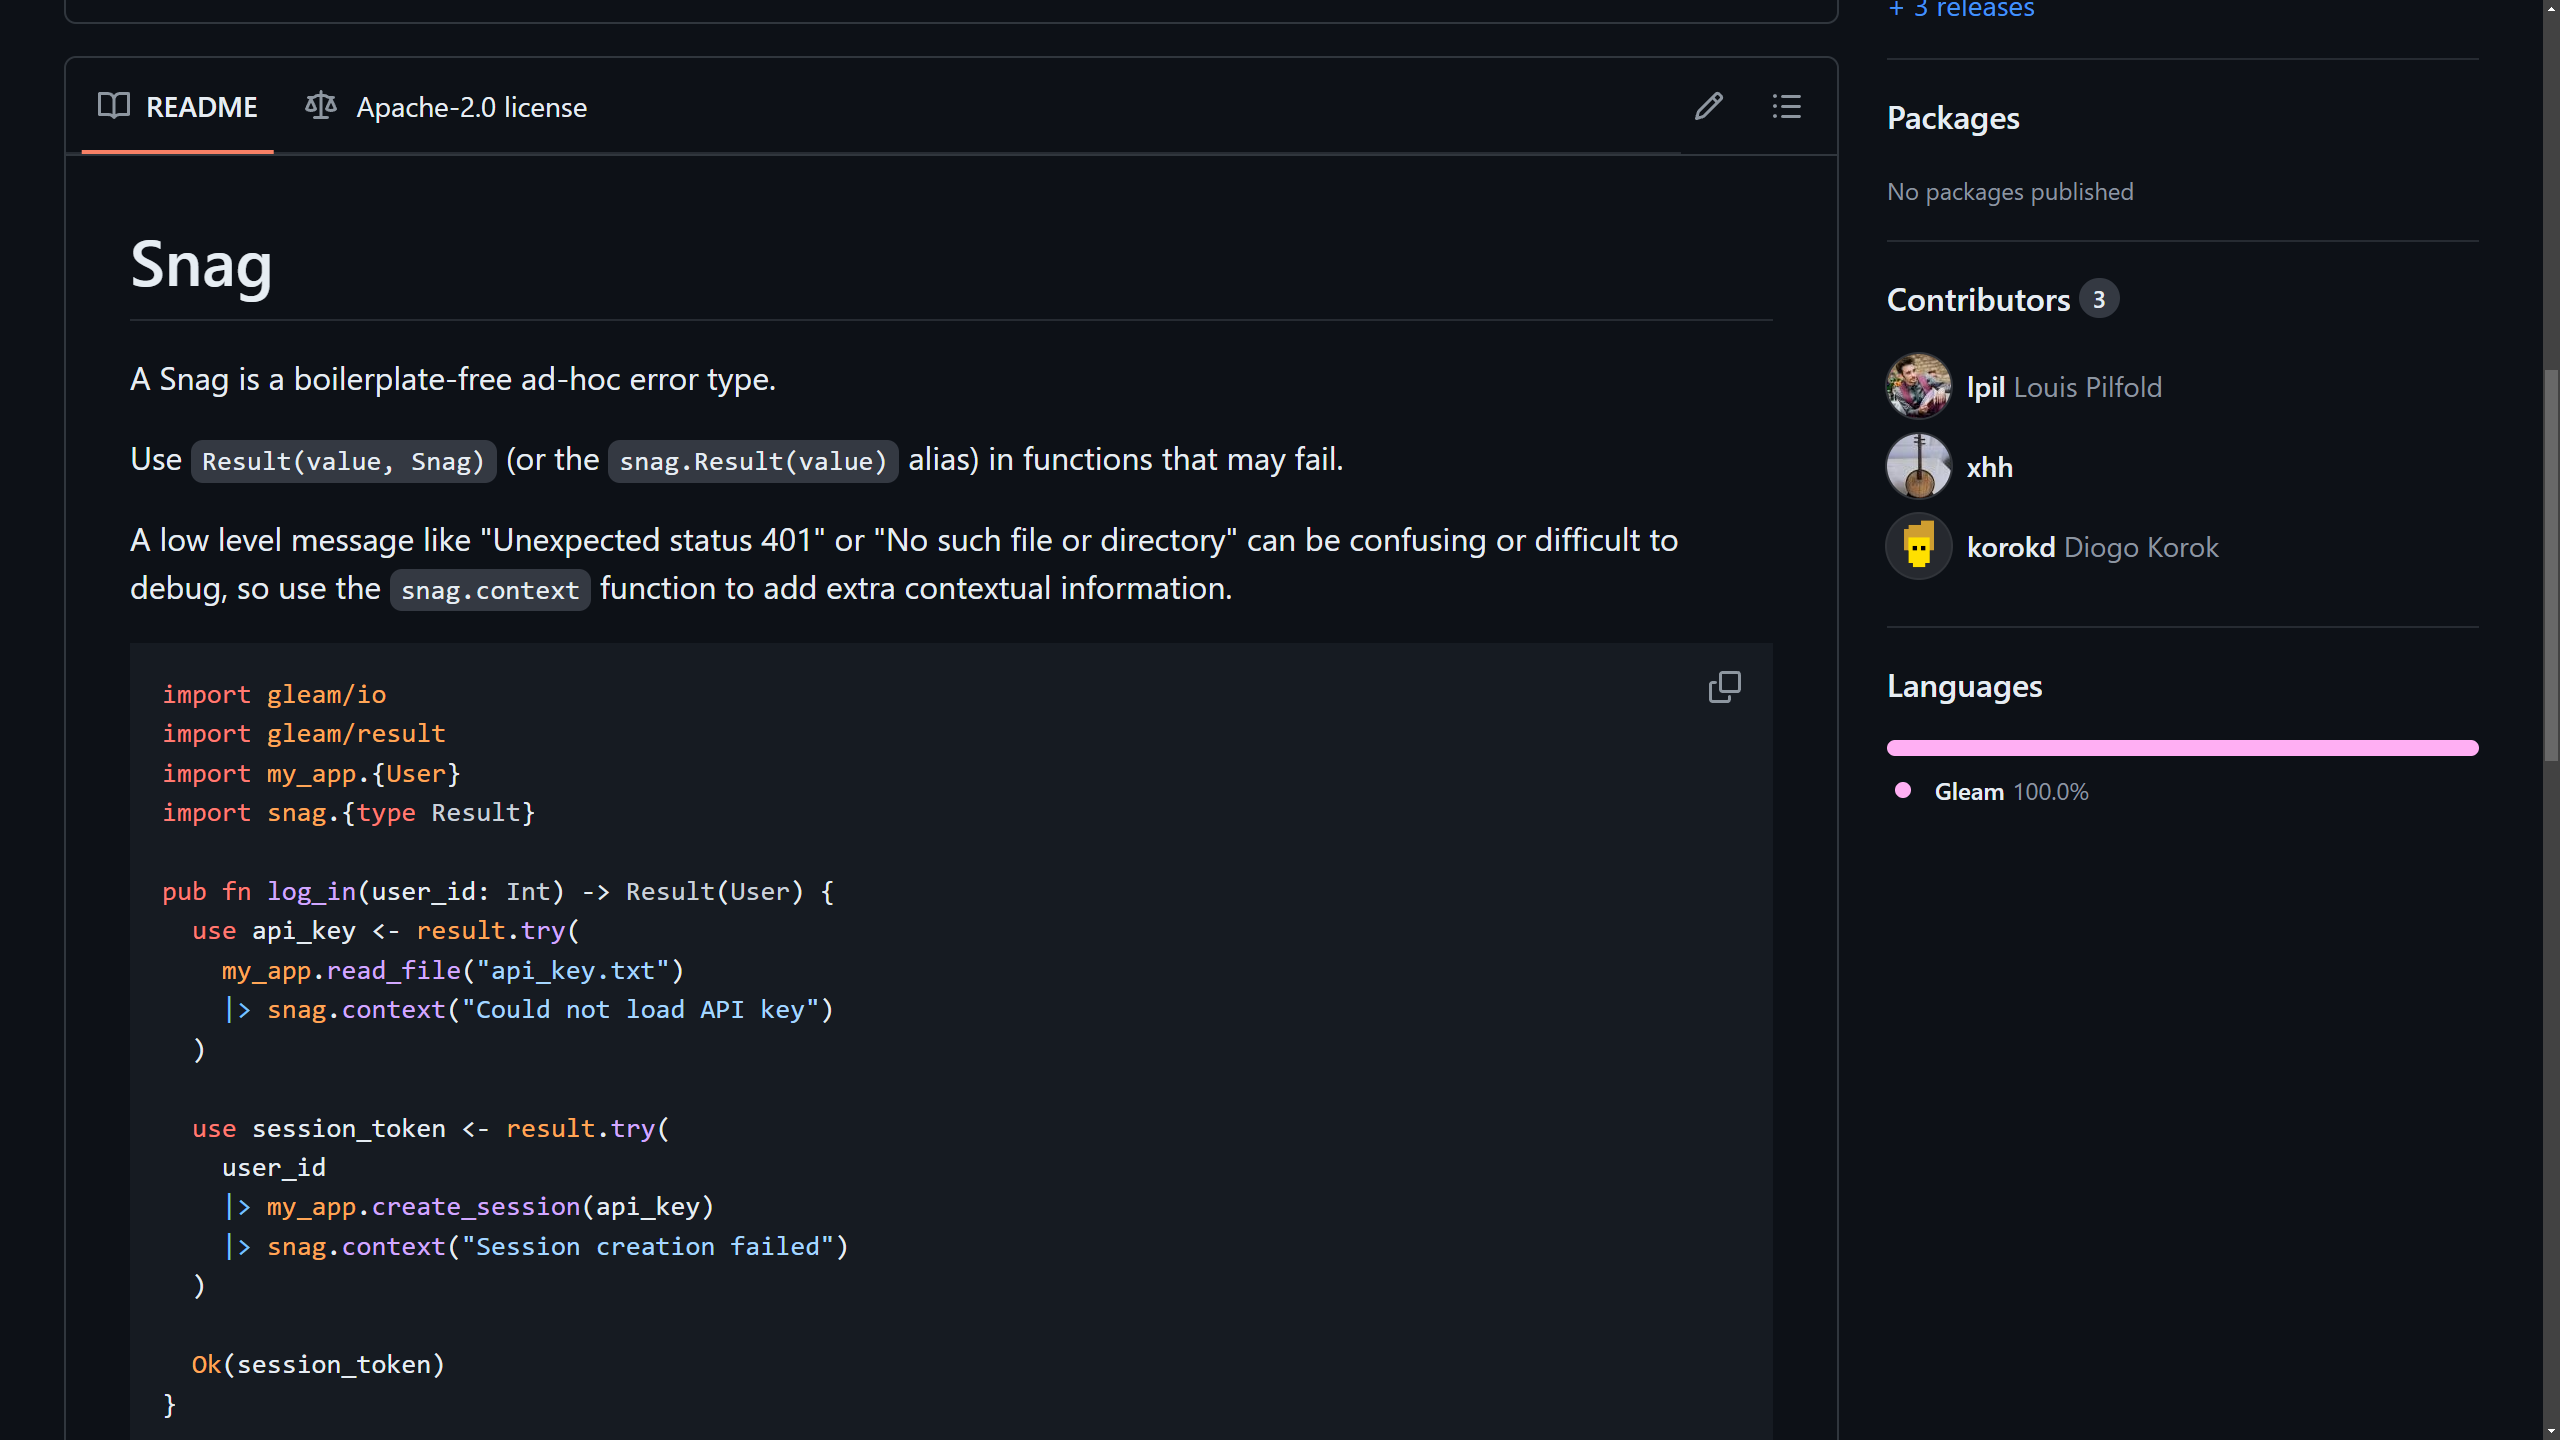 + 3 releases
README
Apache-2.0 license
Snag
A Snag is a boilerplate-free ad-hoc error type.
Use Result(value, Snag) (or the snag.Result(value) alias) in functions that may fail.
A low level message like "Unexpected status 401" or "No such file or directory" can be confusing or difficult to
debug, so use the snag.context function to add extra contextual information.
import gleam/io
import gleam/result
import my_app.{User}
import snag.{type Result}

pub fn log_in(user_id: Int) -> Result(User) {
  use api_key <- result.try(
    my_app.read_file("api_key.txt")
    |> snag.context("Could not load API key")
  )

  use session_token <- result.try(
    user_id
    |> my_app.create_session(api_key)
    |> snag.context("Session creation failed")
  )

  Ok(session_token)
}
Packages
No packages published
Contributors 3
lpil Louis Pilfold
xhh
korokd Diogo Korok
Languages
Gleam 100.0%